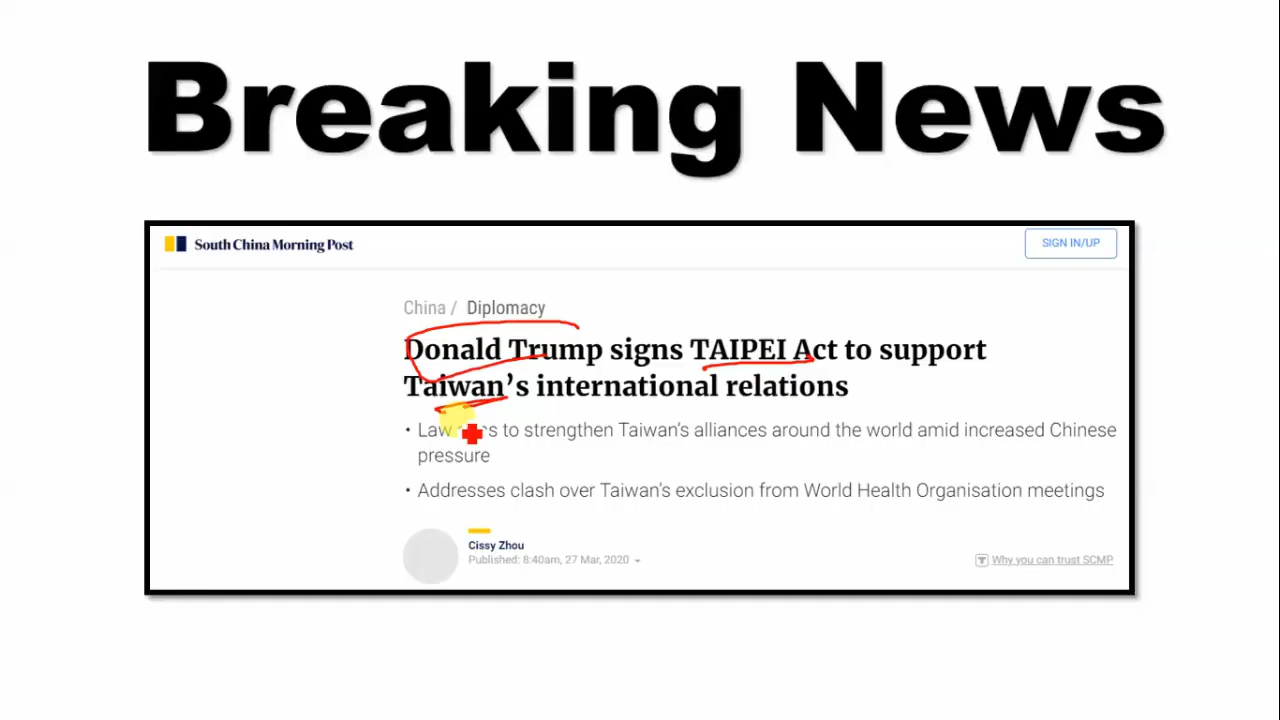 Breaking News
South China Morning Post
SIGN IN/UP
China / Diplomacy
Donald Trump signs TAIPEI Act to support
Taiwan’s international relations
• Law to strengthen Taiwan’s alliances around the world amid increased Chinese
pressure
• Addresses clash over Taiwan’s exclusion from World Health Organisation meetings
Cissy Zhou
Published: 8:40am, 27 Mar, 2020
Why you can trust SCMP